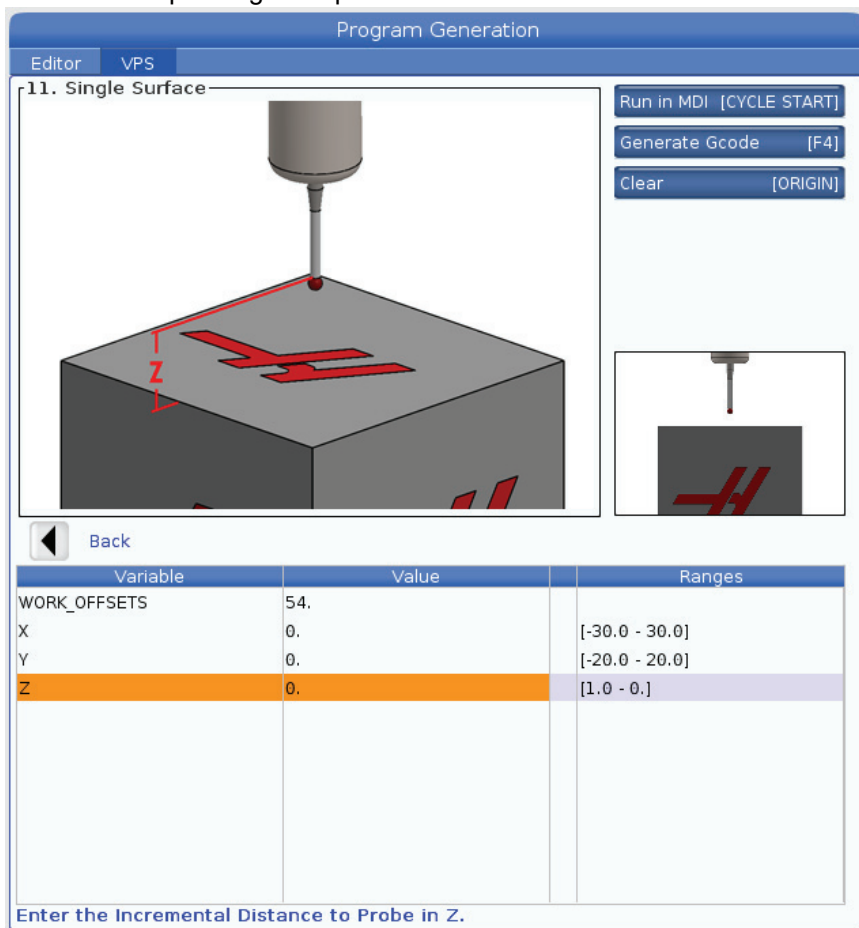 Program Generation
Editor VPS
11. Single Surface
Run in MDI [CYCLE START]
Generate Gcode [F4]
Clear [ORIGIN]
Z
Back
Variable Value Ranges
WORK_OFFSETS 54.
X 0. [-30.0 - 30.0]
Y 0. [-20.0 - 20.0]
Z 0. [1.0 - 0.]
Enter the Incremental Distance to Probe in Z.